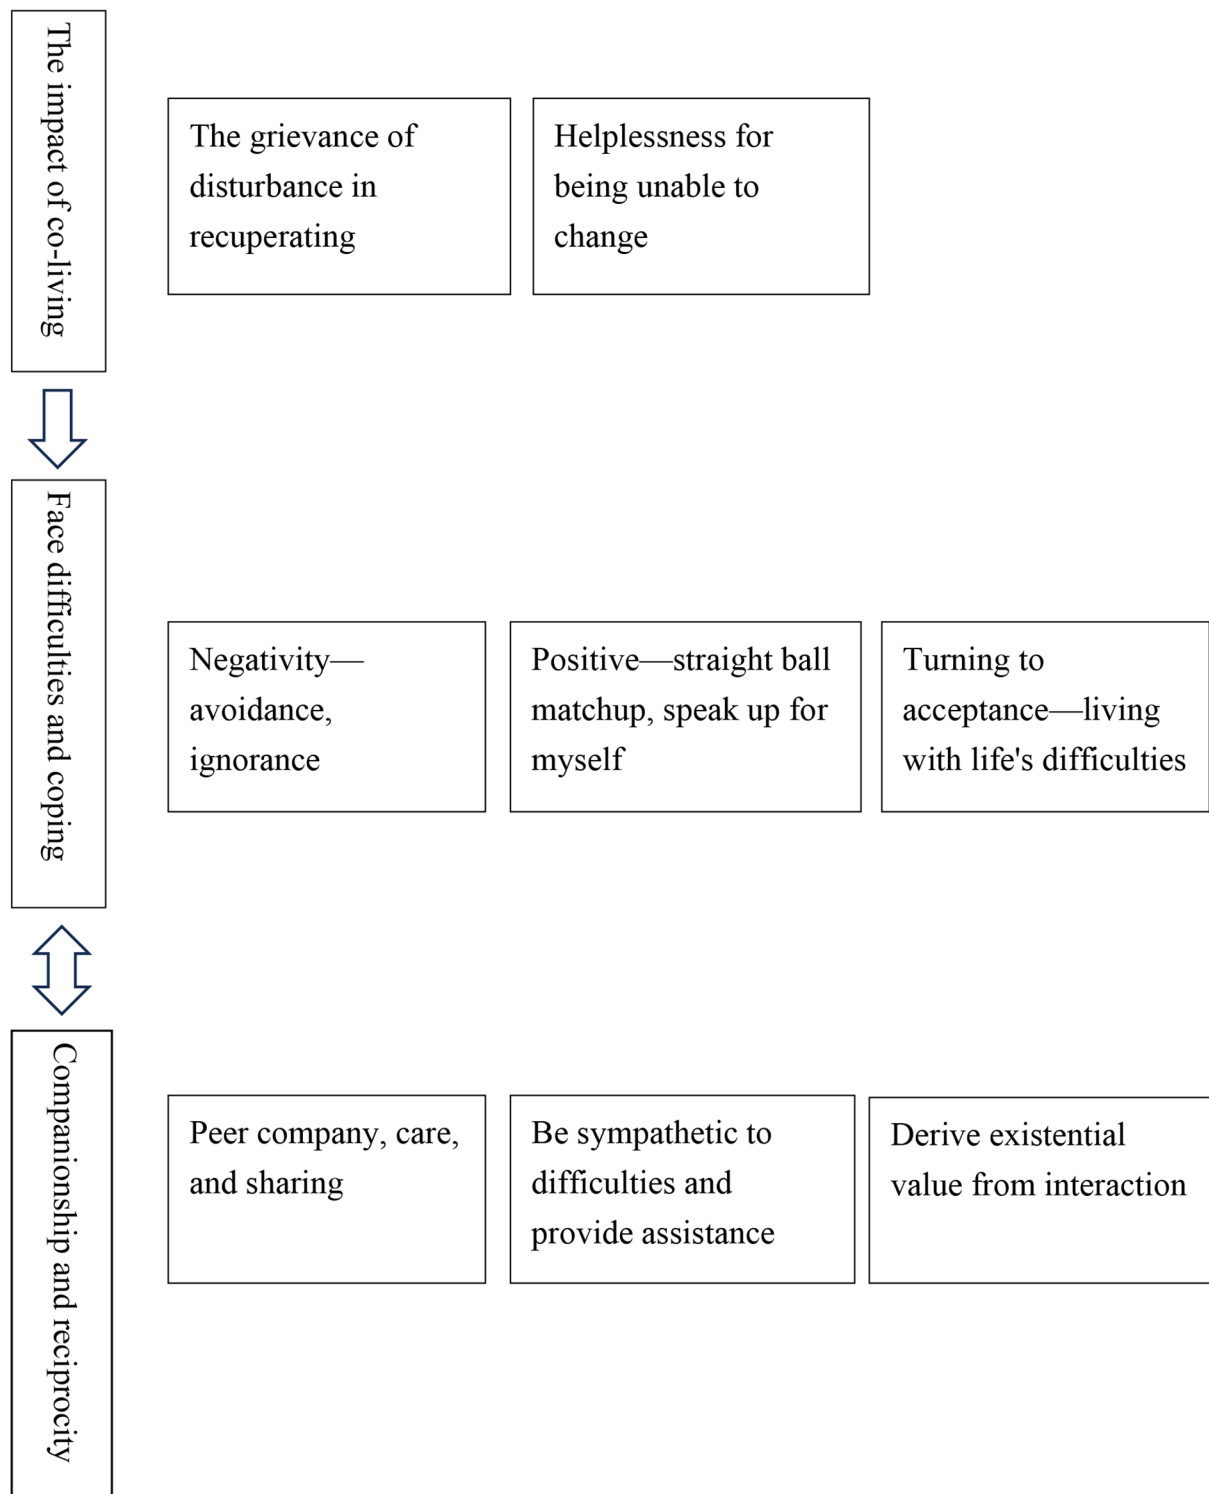 The impact of co-living
The grievance of
disturbance in
recuperating
Helplessness for
being unable to
change
Face difficulties and coping
Negativity—
avoidance,
ignorance
Positive—straight ball
matchup, speak up for
myself
Turning to
acceptance—living
with life's difficulties
Companionship and reciprocity
Peer company, care,
and sharing
Be sympathetic to
difficulties and
provide assistance
Derive existential
value from interaction